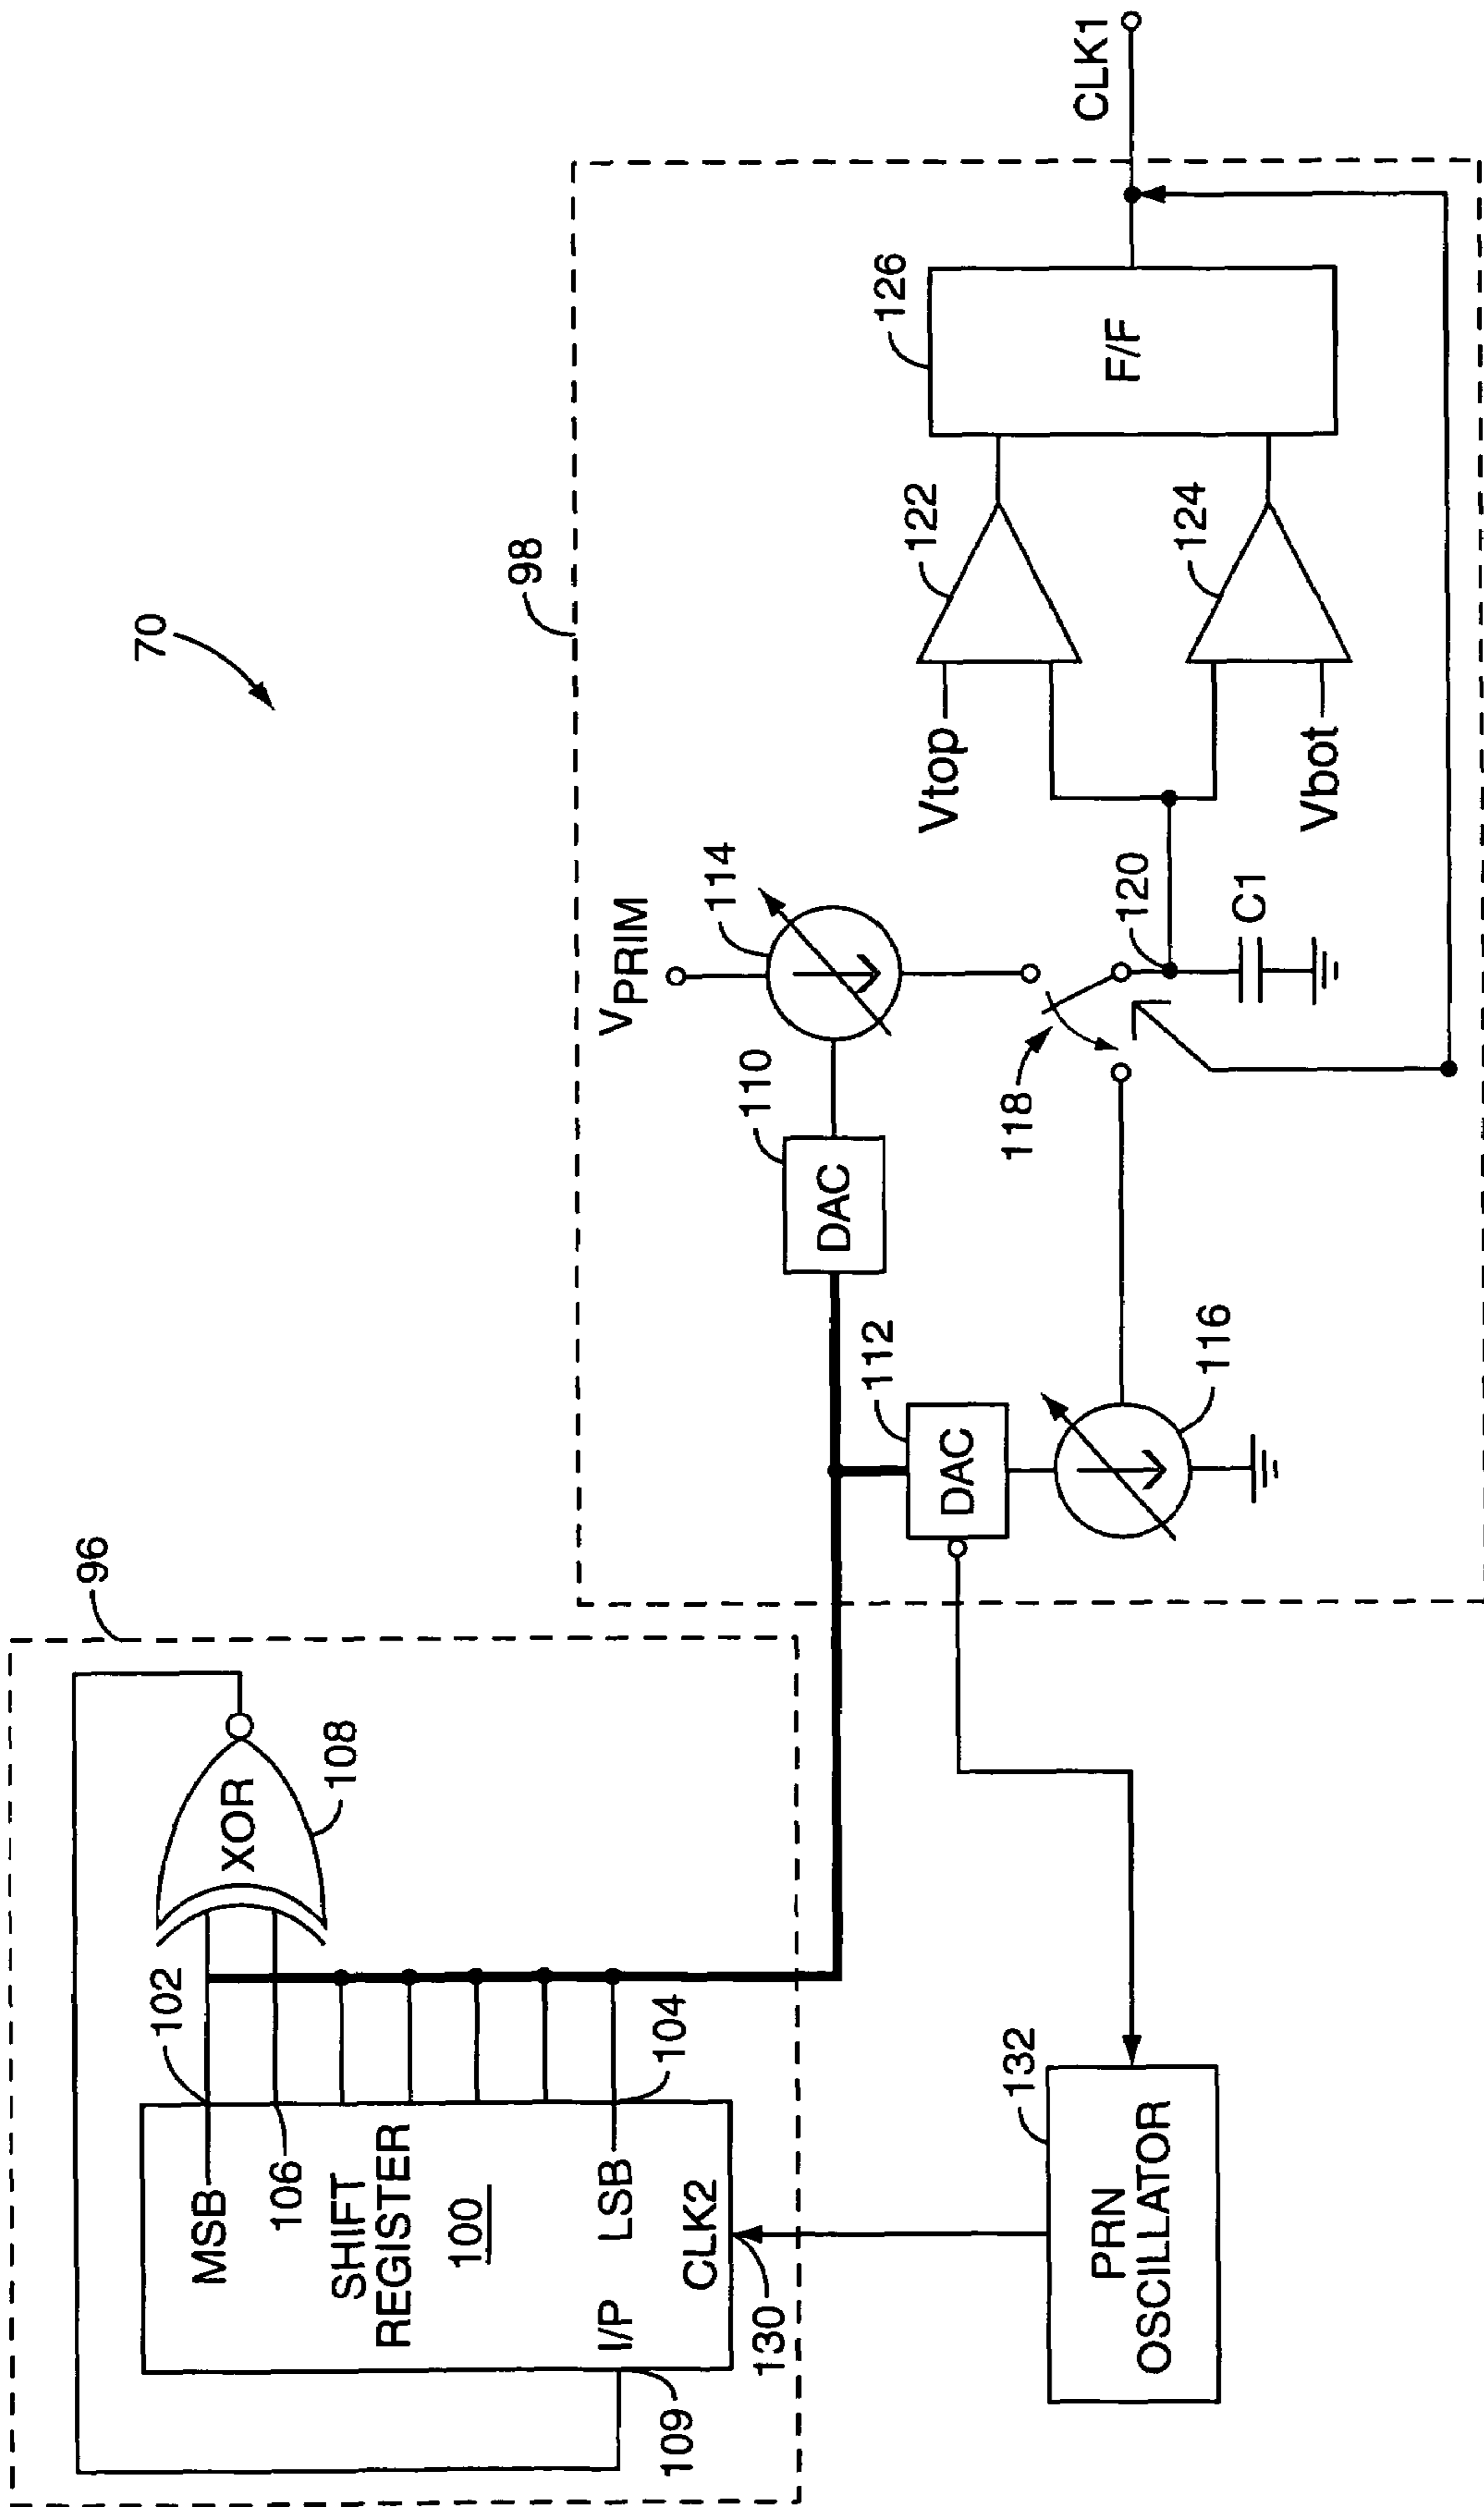 70
96
102
MSB
106
XOR
108
SHIFT
REGISTER
100
I/P
LSB
104
109
CLK2
130
PRN
OSCILLATOR
132
98
VPRIM
110
DAC
114
112
DAC
116
118
120
C1
Vtop
122
Vbot
124
126
F/F
CLK1